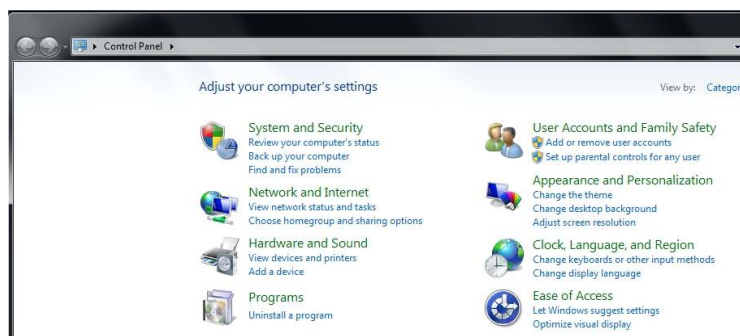 Control Panel
Adjust your computer's settings
View by:
System and Security
Review your computer's status
Back up your computer
Find and fix problems
Network and Internet
View network status and tasks
Choose homegroup and sharing options
Hardware and Sound
View devices and printers
Add a device
Programs
Uninstall a program
User Accounts and Family Safety
Add or remove user accounts
Set up parental controls for any user
Appearance and Personalization
Change the theme
Change desktop background
Adjust screen resolution
Clock, Language, and Region
Change keyboards or other input methods
Change display language
Ease of Access
Let Windows suggest settings
Optimize visual display